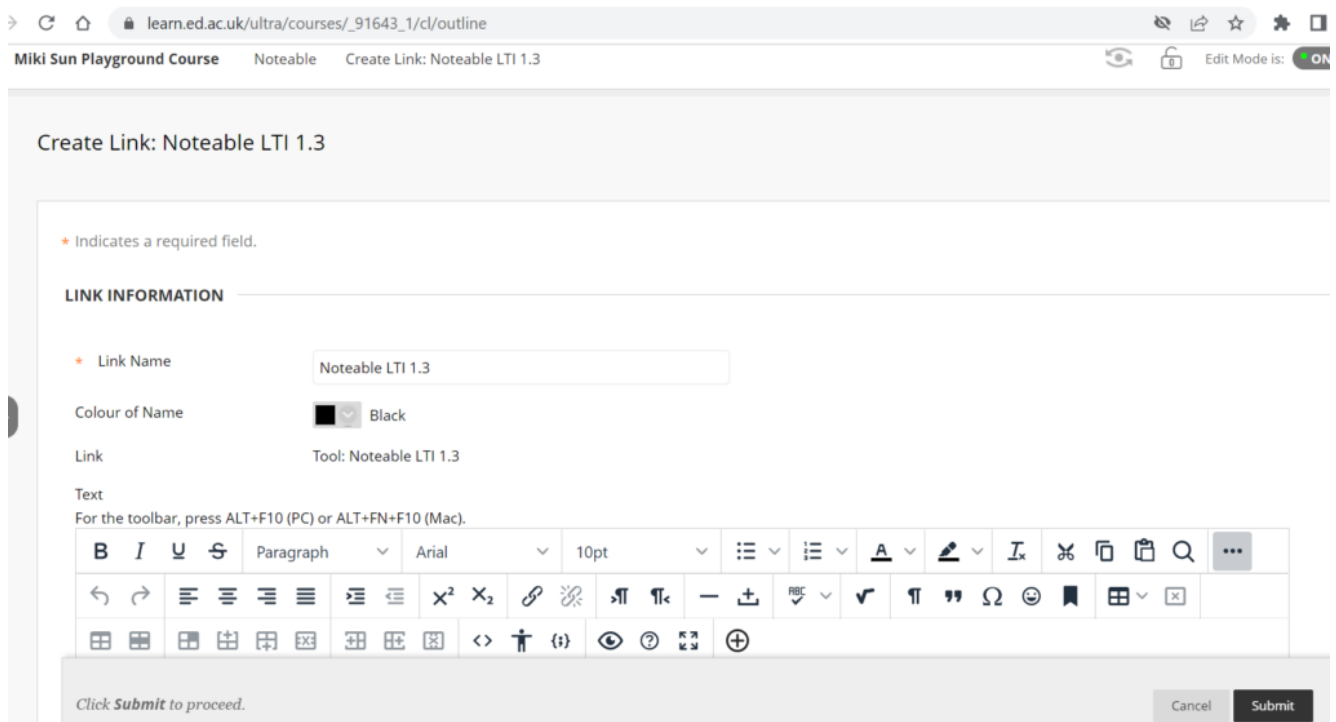 learn.ed.ac.uk/ultra/courses/_91643_1/cl/outline
Miki Sun Playground Course Noteable Create Link: Noteable LTI 1.3 Edit Mode is: ON
Create Link: Noteable LTI 1.3
* Indicates a required field.
LINK INFORMATION
* Link Name Noteable LTI 1.3
Colour of Name Black
Link Tool: Noteable LTI 1.3
Text
For the toolbar, press ALT+F10 (PC) or ALT+FN+F10 (Mac).
B I U S Paragraph Arial 10pt A
Click Submit to proceed. Cancel Submit